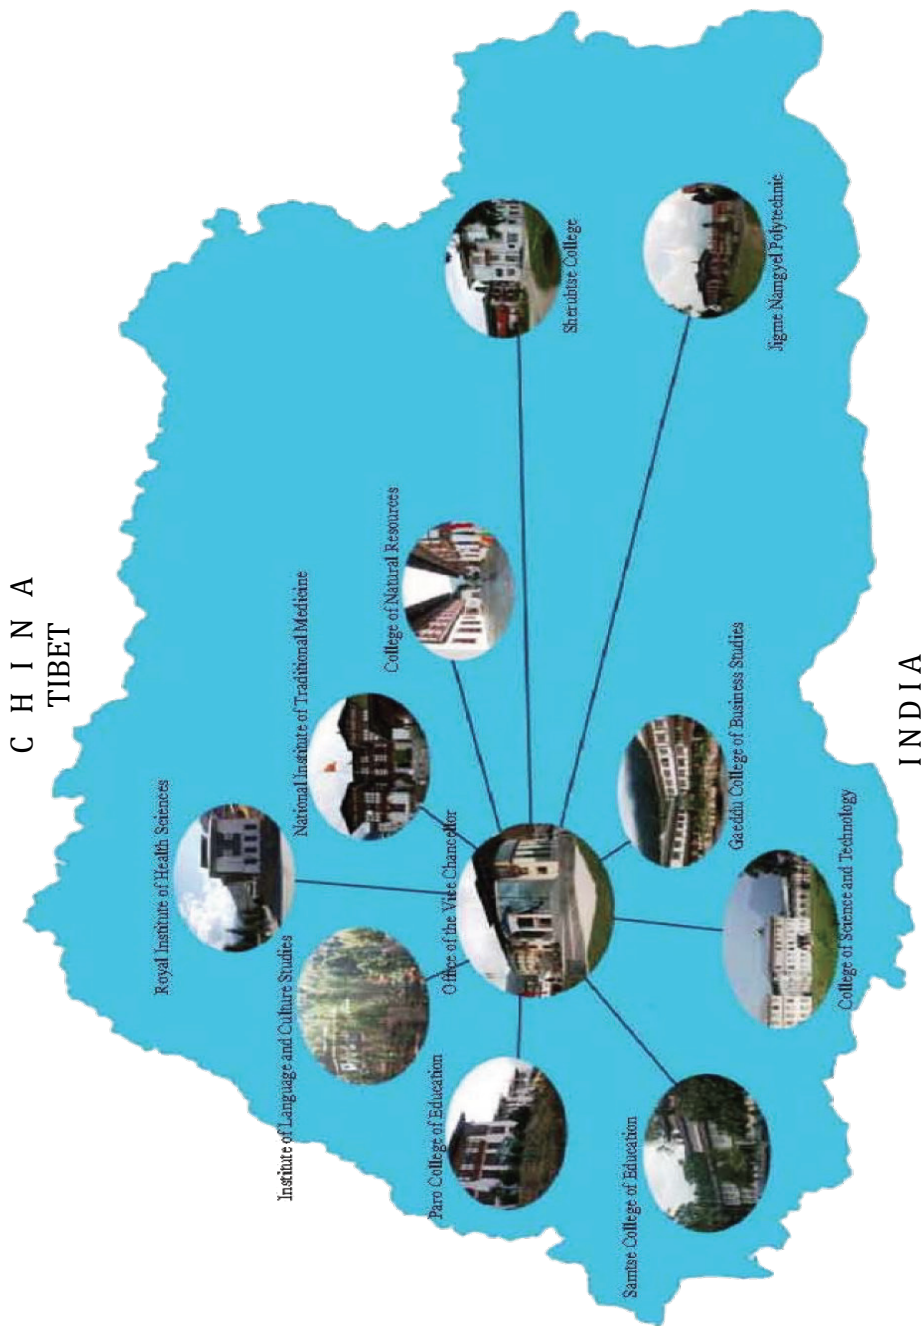 C H I N A
TIBET
Royal Institute of Health Sciences
National Institute of Traditional Medicine
Institute of Language and Culture Studies
College of Natural Resources
Office of the Vice Chancellor
Paro College of Education
Sherubtse College
Samtse College of Education
Gaeddu College of Business Studies
Jigme Namgyel Polytechnic
College of Science and Technology
INDIA